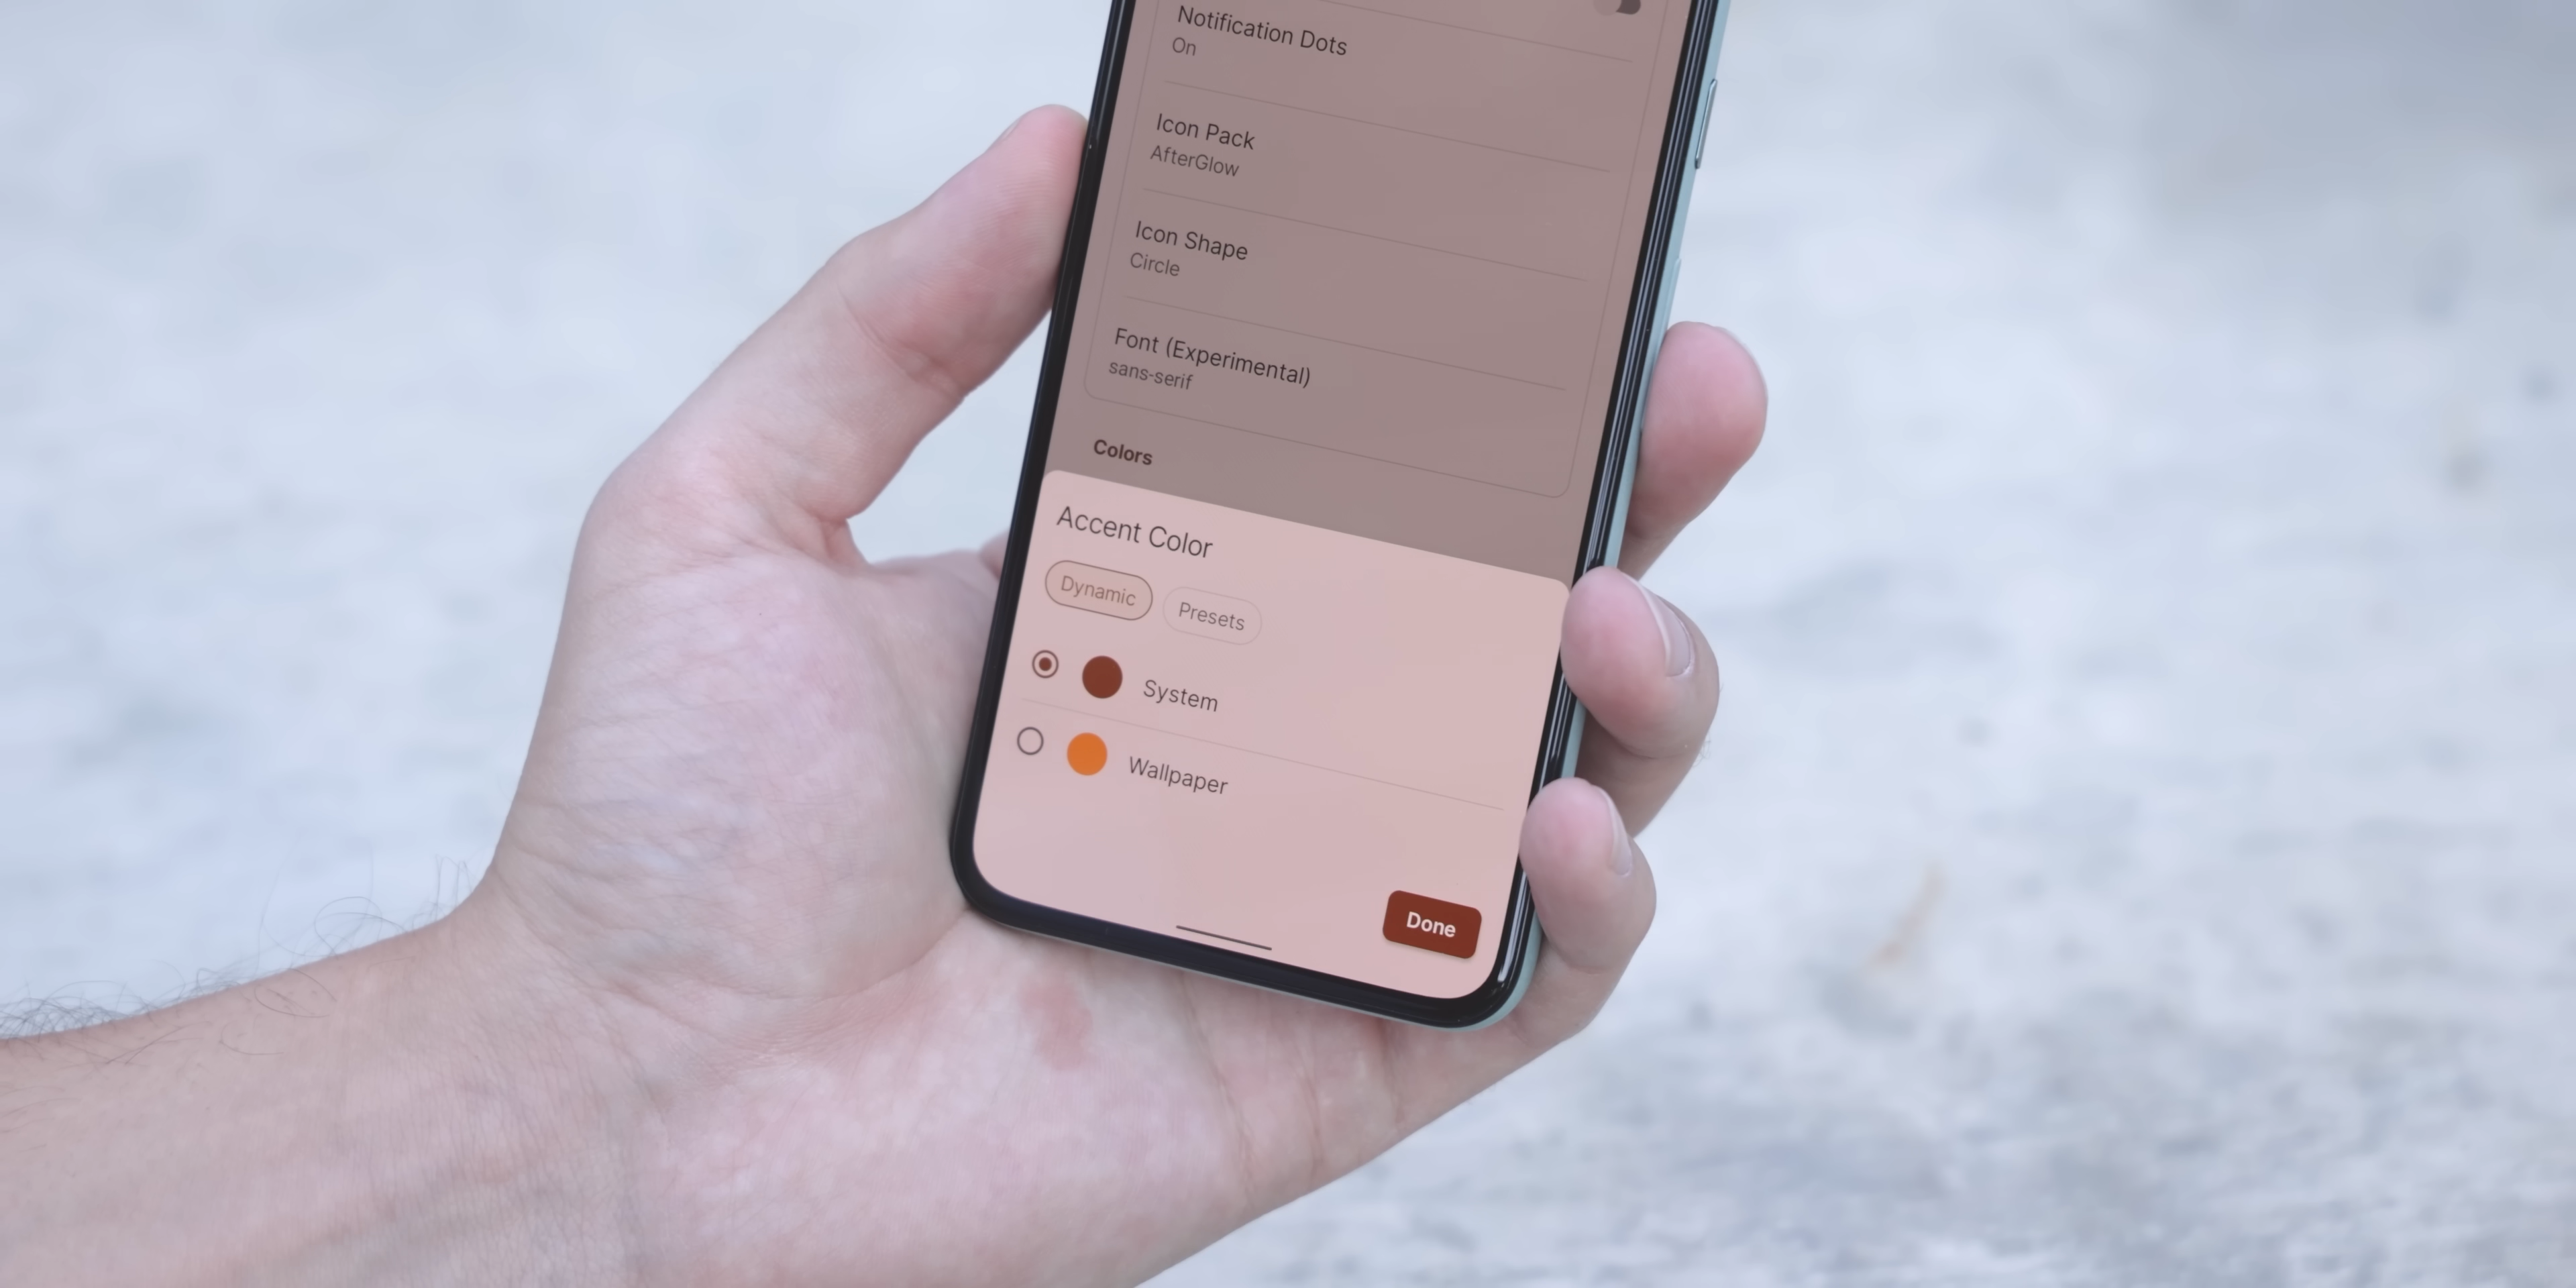 Notification Dots
On
Icon Pack
AfterGlow
Icon Shape
Circle
Font (Experimental)
sans-serif
Colors
Accent Color
Dynamic Presets
System
Wallpaper
Done